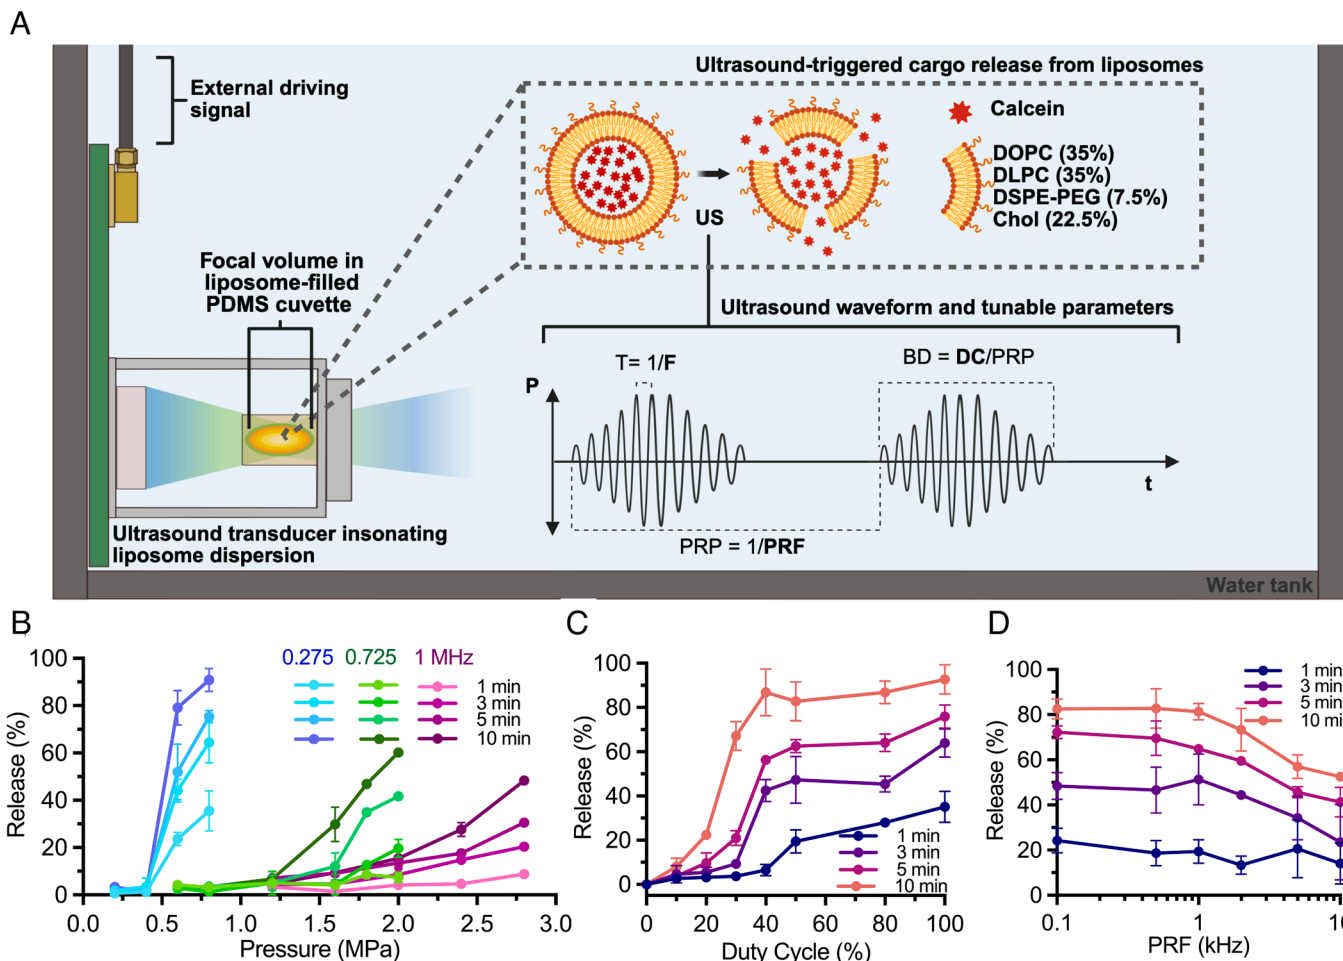 A
External driving
signal
Ultrasound-triggered cargo release from liposomes
Calcein
DOPC (35%)
DLPC (35%)
DSPE-PEG (7.5%)
Chol (22.5%)
US
Focal volume in
liposome-filled
PDMS cuvette
Ultrasound waveform and tunable parameters
T= 1/F
BD = DC/PRP
P
t
PRP = 1/PRF
Ultrasound transducer insonating
liposome dispersion
Water tank
B
0.275 0.725 1 MHz
1 min
3 min
5 min
10 min
100
80
60
40
20
0
Release (%)
0.0 0.5 1.0 1.5 2.0 2.5 3.0
Pressure (MPa)
C
100
80
60
40
20
0
Release (%)
1 min
3 min
5 min
10 min
0 20 40 60 80 100
Duty Cycle (%)
D
1 min
3 min
5 min
10 min
100
80
60
40
20
0
Release (%)
0.1 1 10
PRF (kHz)